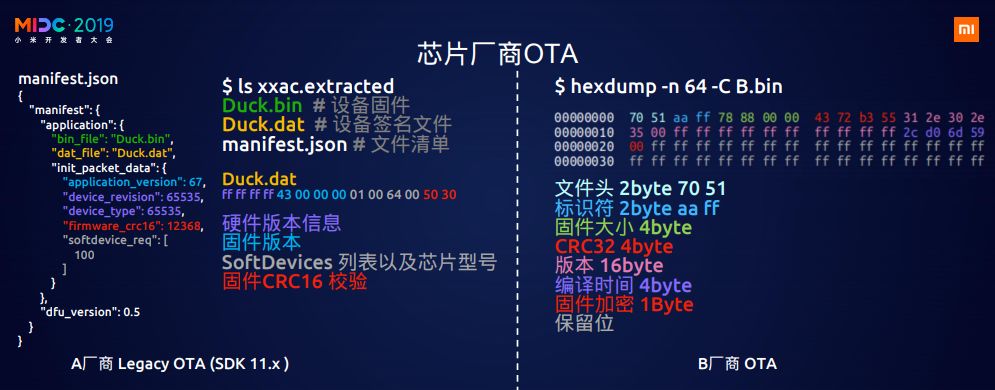 MIDC·2019
小米开发者大会
芯片厂商OTA
manifest.json
{
"manifest": {
"application": {
"bin_file": "Duck.bin",
"dat_file": "Duck.dat",
"init_packet_data": {
"application_version": 67,
"device_revision": 65535,
"device_type": 65535,
"firmware_crc16": 12368,
"softdevice_req": [
100
]
}
},
"dfu_version": 0.5
}
}
A厂商 Legacy OTA (SDK 11.x )
$ ls xxac.extracted
Duck.bin # 设备固件
Duck.dat # 设备签名文件
manifest.json # 文件清单
Duck.dat
ff ff ff ff 43 00 00 00 01 00 64 00 50 30
硬件版本信息
固件版本
SoftDevices 列表以及芯片型号
固件CRC16 校验
$ hexdump -n 64 -C B.bin
00000000 70 51 aa ff 78 88 00 00 43 72 b3 55 31 2e 30 2e
00000010 35 00 ff ff ff ff ff ff ff ff ff ff 2c d0 6d 59
00000020 00 ff ff ff ff ff ff ff ff ff ff ff ff ff ff ff
00000030 ff ff ff ff ff ff ff ff ff ff ff ff ff ff ff ff
文件头 2byte 70 51
标识符 2byte aa ff
固件大小 4byte
CRC32 4byte
版本 16byte
编译时间 4byte
固件加密 1Byte
保留位
B厂商 OTA